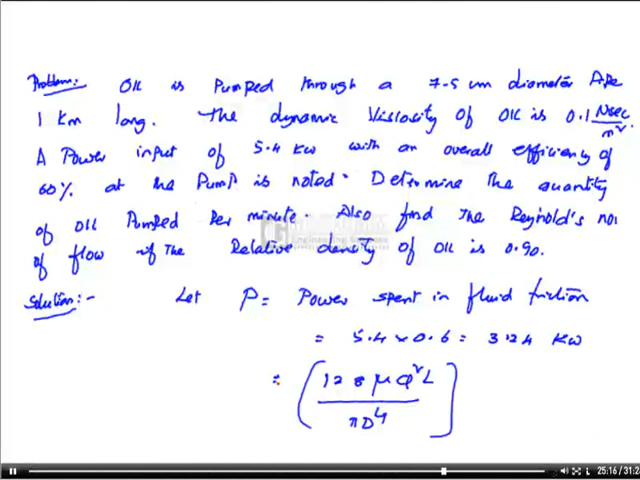 Problem:- Oil is Pumped through a 7.5 cm diameter Pipe
1 Km long. The dynamic Viscosity of Oil is 0.1 Nsec/m².
A Power input of 5.4 KW with an overall efficiency of
60% at the Pump is noted. Determine the quantity
of Oil Pumped Per minute. Also find the Reynold's no.
of flow if The Relative density of Oil is 0.90.
Solution:- Let P = Power spent in fluid friction
= 5.4 x 0.6 = 3.24 KW
= (128 μ Q² L / π D⁴)
25:16 / 31:2